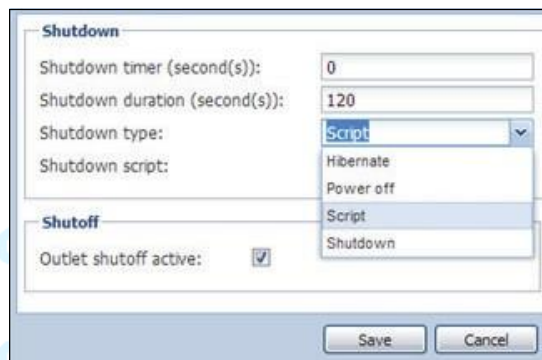 Shutdown
Shutdown timer (second(s)): 0
Shutdown duration (second(s)): 120
Shutdown type: Script
Hibernate
Shutdown script:
Power off
Script
Shutoff
Shutdown
Outlet shutoff active:
Save Cancel